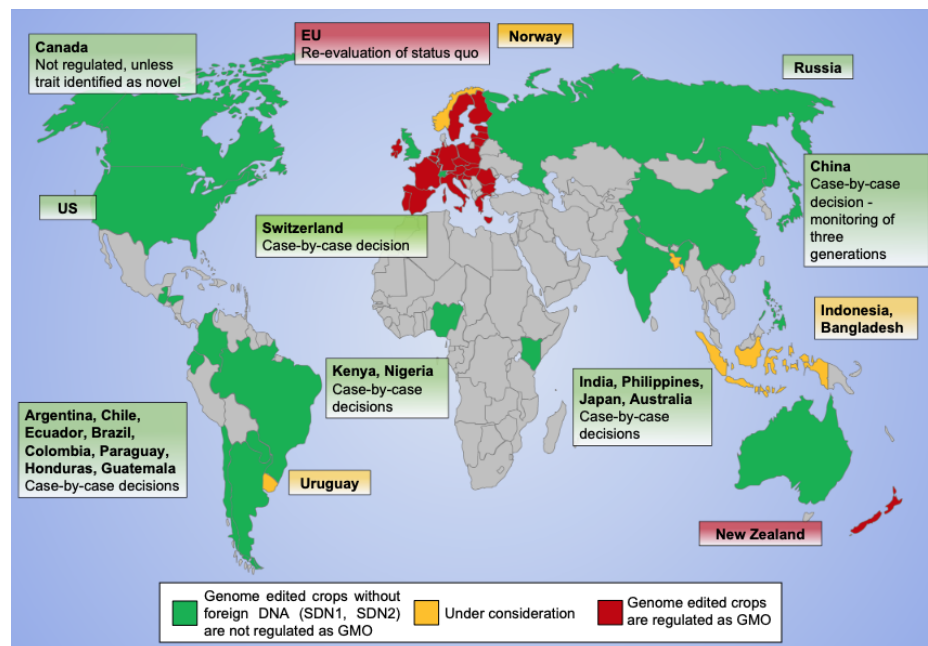 Canada
Not regulated, unless
trait identified as novel
EU
Re-evaluation of status quo
Norway
Russia
US
Switzerland
Case-by-case decision
China
Case-by-case
decision -
monitoring of
three
generations
Indonesia,
Bangladesh
Kenya, Nigeria
Case-by-case
decisions
India, Philippines,
Japan, Australia
Case-by-case
decisions
Argentina, Chile,
Ecuador, Brazil,
Colombia, Paraguay,
Honduras, Guatemala
Case-by-case decisions
Uruguay
New Zealand
Genome edited crops without
foreign DNA (SDN1, SDN2)
are not regulated as GMO
Under consideration
Genome edited crops
are regulated as GMO